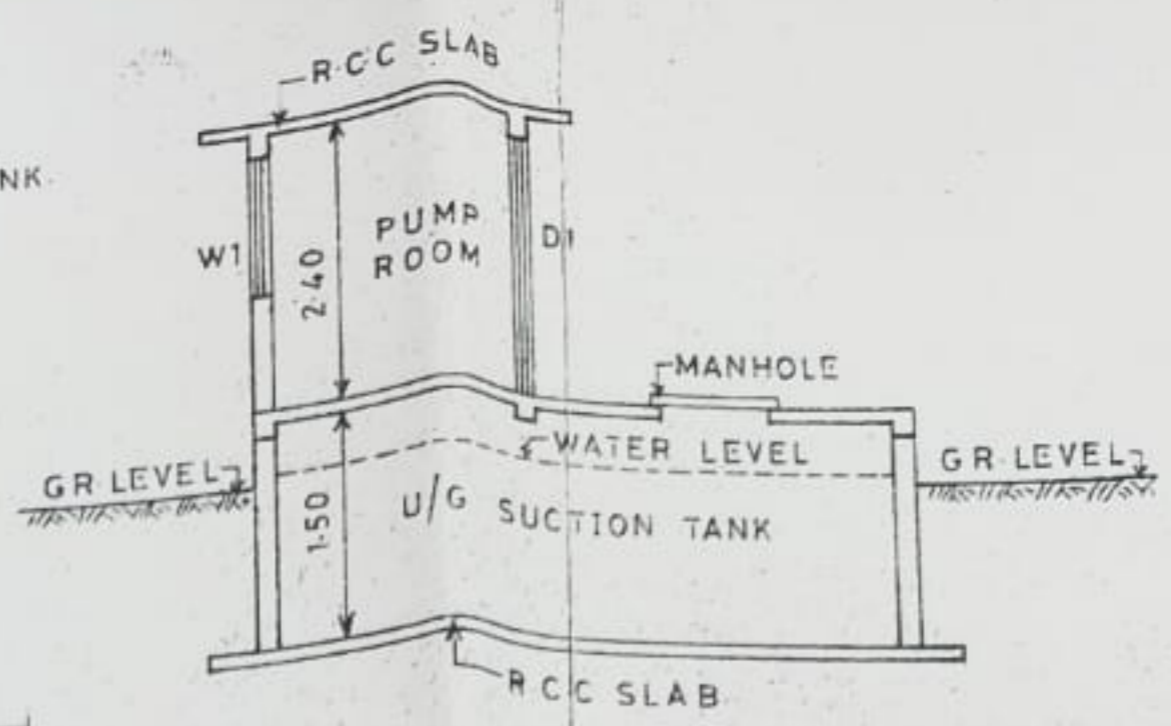 R.C.C SLAB
NK.
W1
2.40
PUMP
ROOM
D1
MANHOLE
WATER LEVEL
GR. LEVEL
GR. LEVEL
1.50
U/G SUCTION TANK
R C C SLAB